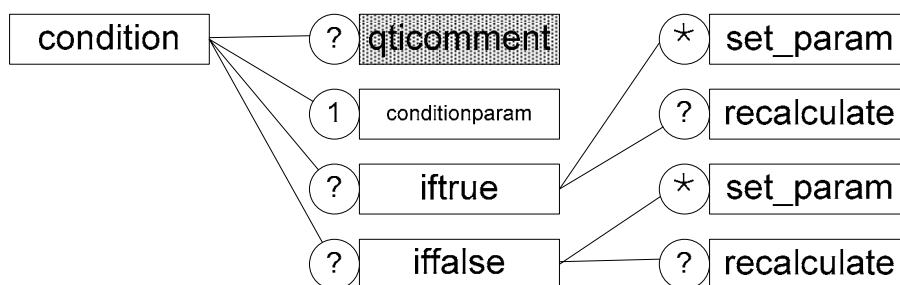 condition ? qticomment * set_param
1 conditionparam ? recalculate
? iftrue * set_param
? iffalse ? recalculate